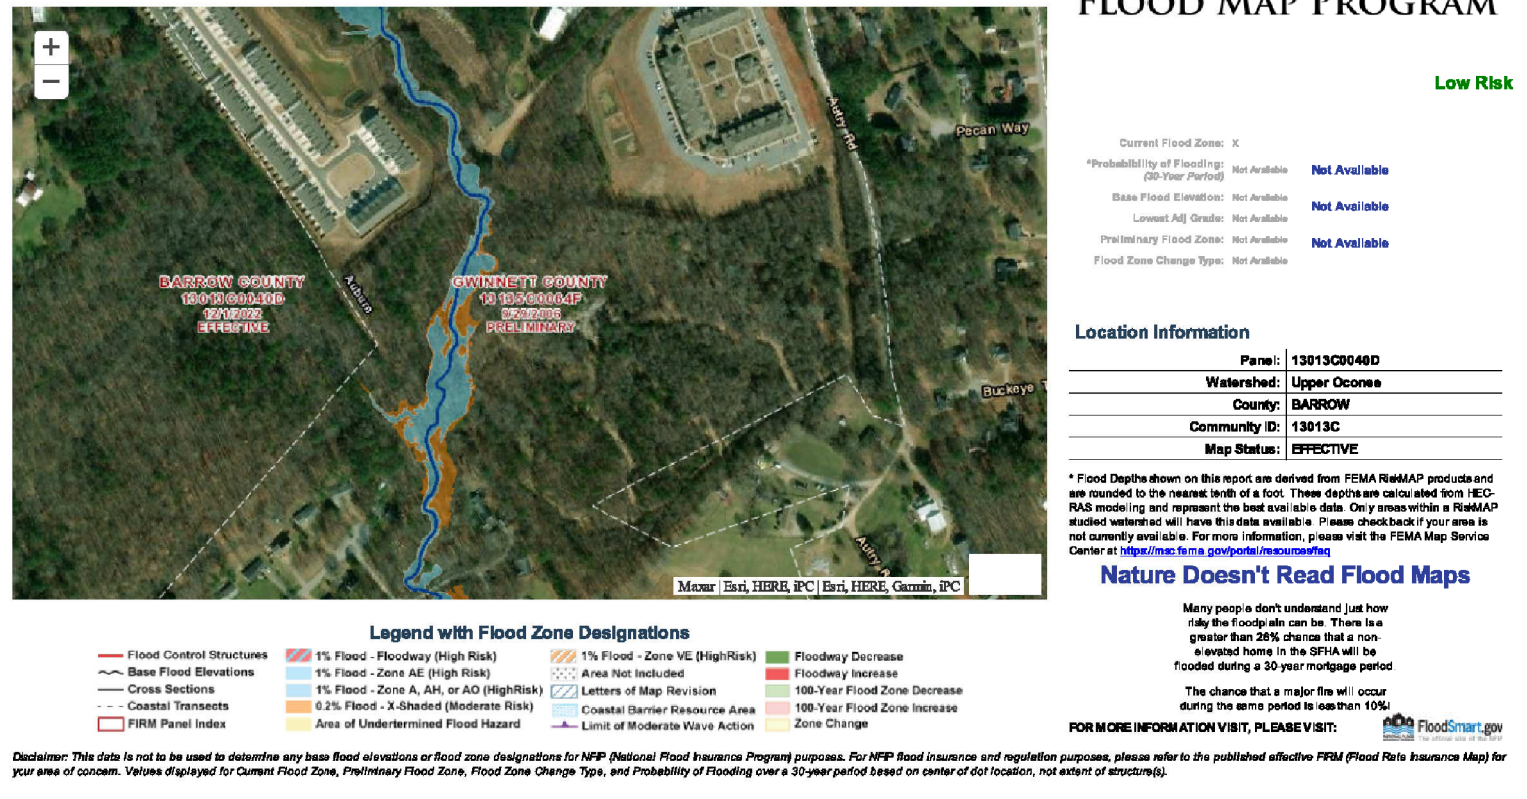 FLOOD MAP PROGRAM
+
−
Low Risk
Autry Rd
Pecan Way
Current Flood Zone: X
*Probabibility of Flooding: Not Available Not Available
(30-Year Period)
Base Flood Elevation: Not Available
Not Available
Lowest Adj Grade: Not Available
Preliminary Flood Zone: Not Available Not Available
Flood Zone Change Type: Not Available
BARROW COUNTY
13013C0040D
12/1/2022
EFFECTIVE
Auburn
GWINNETT COUNTY
13135C0064F
9/29/2006
PRELIMINARY
Buckeye T
Autry R
Maxar | Esri, HERE, iPC | Esri, HERE, Garmin, iPC
Location Information
Panel: 13013C0040D
Watershed: Upper Oconee
County: BARROW
Community ID: 13013C
Map Status: EFFECTIVE
* Flood Depths shown on this report are derived from FEMA RiskMAP products and
are rounded to the nearest tenth of a foot. These depths are calculated from HEC-
RAS modeling and represent the best available data. Only areas within a RiskMAP
studied watershed will have this data available. Please check back if your area is
not currently available. For more information, please visit the FEMA Map Service
Center at https://msc.fema.gov/portal/resources/faq
Nature Doesn't Read Flood Maps
Many people don't understand just how
risky the floodplain can be. There is a
greater than 26% chance that a non-
elevated home in the SFHA will be
flooded during a 30-year mortgage period.
The chance that a major fire will occur
during the same period is less than 10%!
FOR MORE INFORMATION VISIT, PLEASE VISIT:
FloodSmart.gov
The official site of the NFIP
Legend with Flood Zone Designations
Flood Control Structures
Base Flood Elevations
Cross Sections
Coastal Transects
FIRM Panel Index
1% Flood - Floodway (High Risk)
1% Flood - Zone AE (High Risk)
1% Flood - Zone A, AH, or AO (HighRisk)
0.2% Flood - X-Shaded (Moderate Risk)
Area of Undertermined Flood Hazard
1% Flood - Zone VE (HighRisk)
Area Not Included
Letters of Map Revision
Coastal Barrier Resource Area
Limit of Moderate Wave Action
Floodway Decrease
Floodway Increase
100-Year Flood Zone Decrease
100-Year Flood Zone Increase
Zone Change
Disclaimer: This data is not to be used to determine any base flood elevations or flood zone designations for NFIP (National Flood Insurance Program) purposes. For NFIP flood insurance and regulation purposes, please refer to the published effective FIRM (Flood Rate Insurance Map) for
your area of concern. Values displayed for Current Flood Zone, Preliminary Flood Zone, Flood Zone Change Type, and Probability of Flooding over a 30-year period based on center of dot location, not extent of structure(s).